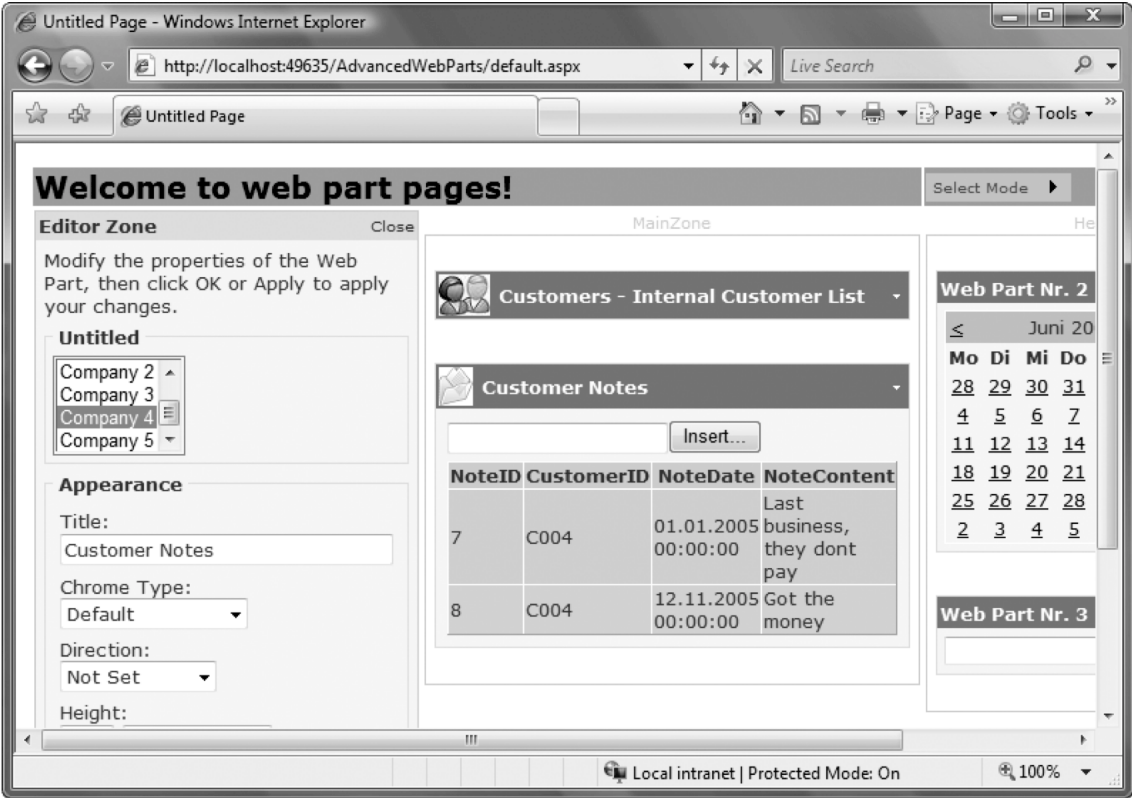 Untitled Page - Windows Internet Explorer
http://localhost:49635/AdvancedWebParts/default.aspx
Live Search
Untitled Page
Page
Tools
Welcome to web part pages!
Select Mode
Editor Zone
Close
Modify the properties of the Web
Part, then click OK or Apply to apply
your changes.
Untitled
Company 2
Company 3
Company 4
Company 5
Appearance
Title:
Customer Notes
Chrome Type:
Default
Direction:
Not Set
Height:
MainZone
Customers - Internal Customer List
Customer Notes
Insert...
NoteID CustomerID NoteDate NoteContent
7 C004 01.01.2005 00:00:00 Last business, they dont pay
8 C004 12.11.2005 00:00:00 Got the money
He
Web Part Nr. 2
< Juni 20
Mo Di Mi Do
28 29 30 31
4 5 6 7
11 12 13 14
18 19 20 21
25 26 27 28
2 3 4 5
Web Part Nr. 3
Local intranet | Protected Mode: On
100%